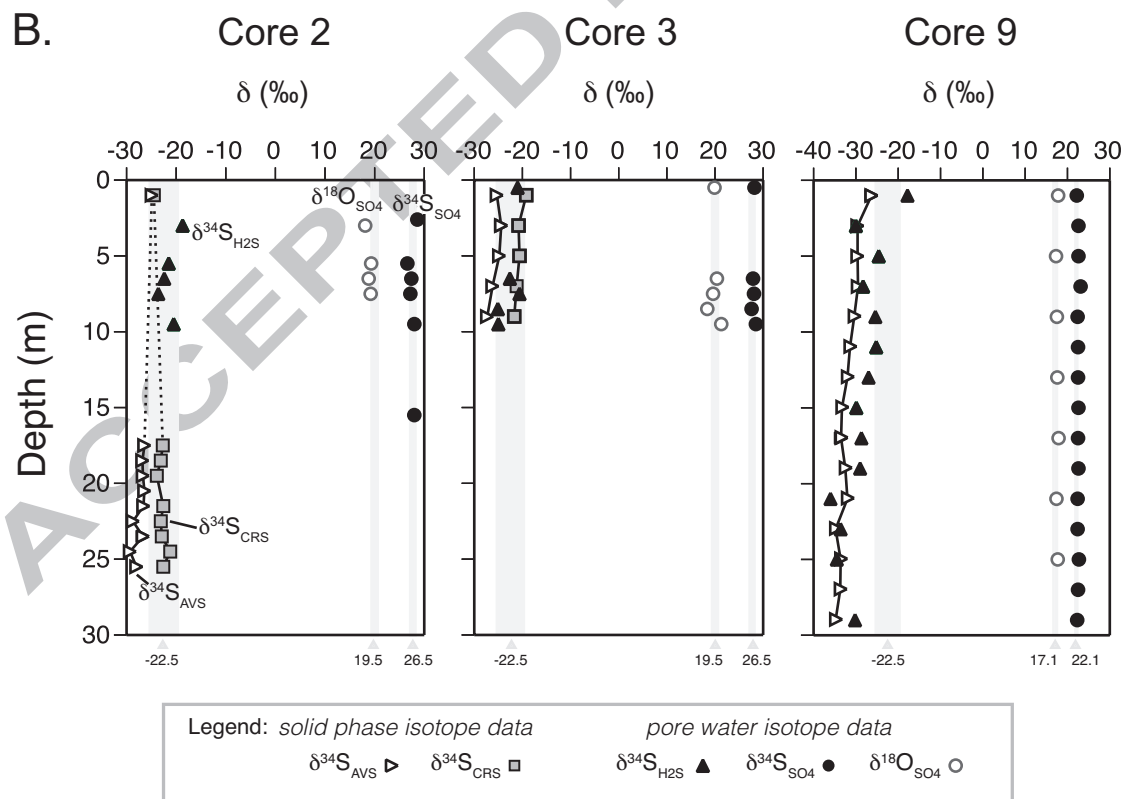 B.
Core 2 Core 3 Core 9
δ (‰) δ (‰) δ (‰)
-30 -20 -10 0 10 20 30 -30 -20 -10 0 10 20 30 -40 -30 -20 -10 0 10 20 30
ACCEPTED
Depth (m)
0
5
10
15
20
25
30
δ18OSO4 δ34SSO4
δ34SH2S
δ34SCRS
δ34SAVS
-22.5 19.5 26.5 -22.5 19.5 26.5 -22.5 17.1 22.1
Legend: solid phase isotope data pore water isotope data
δ34SAVS δ34SCRS δ34SH2S δ34SSO4 δ18OSO4